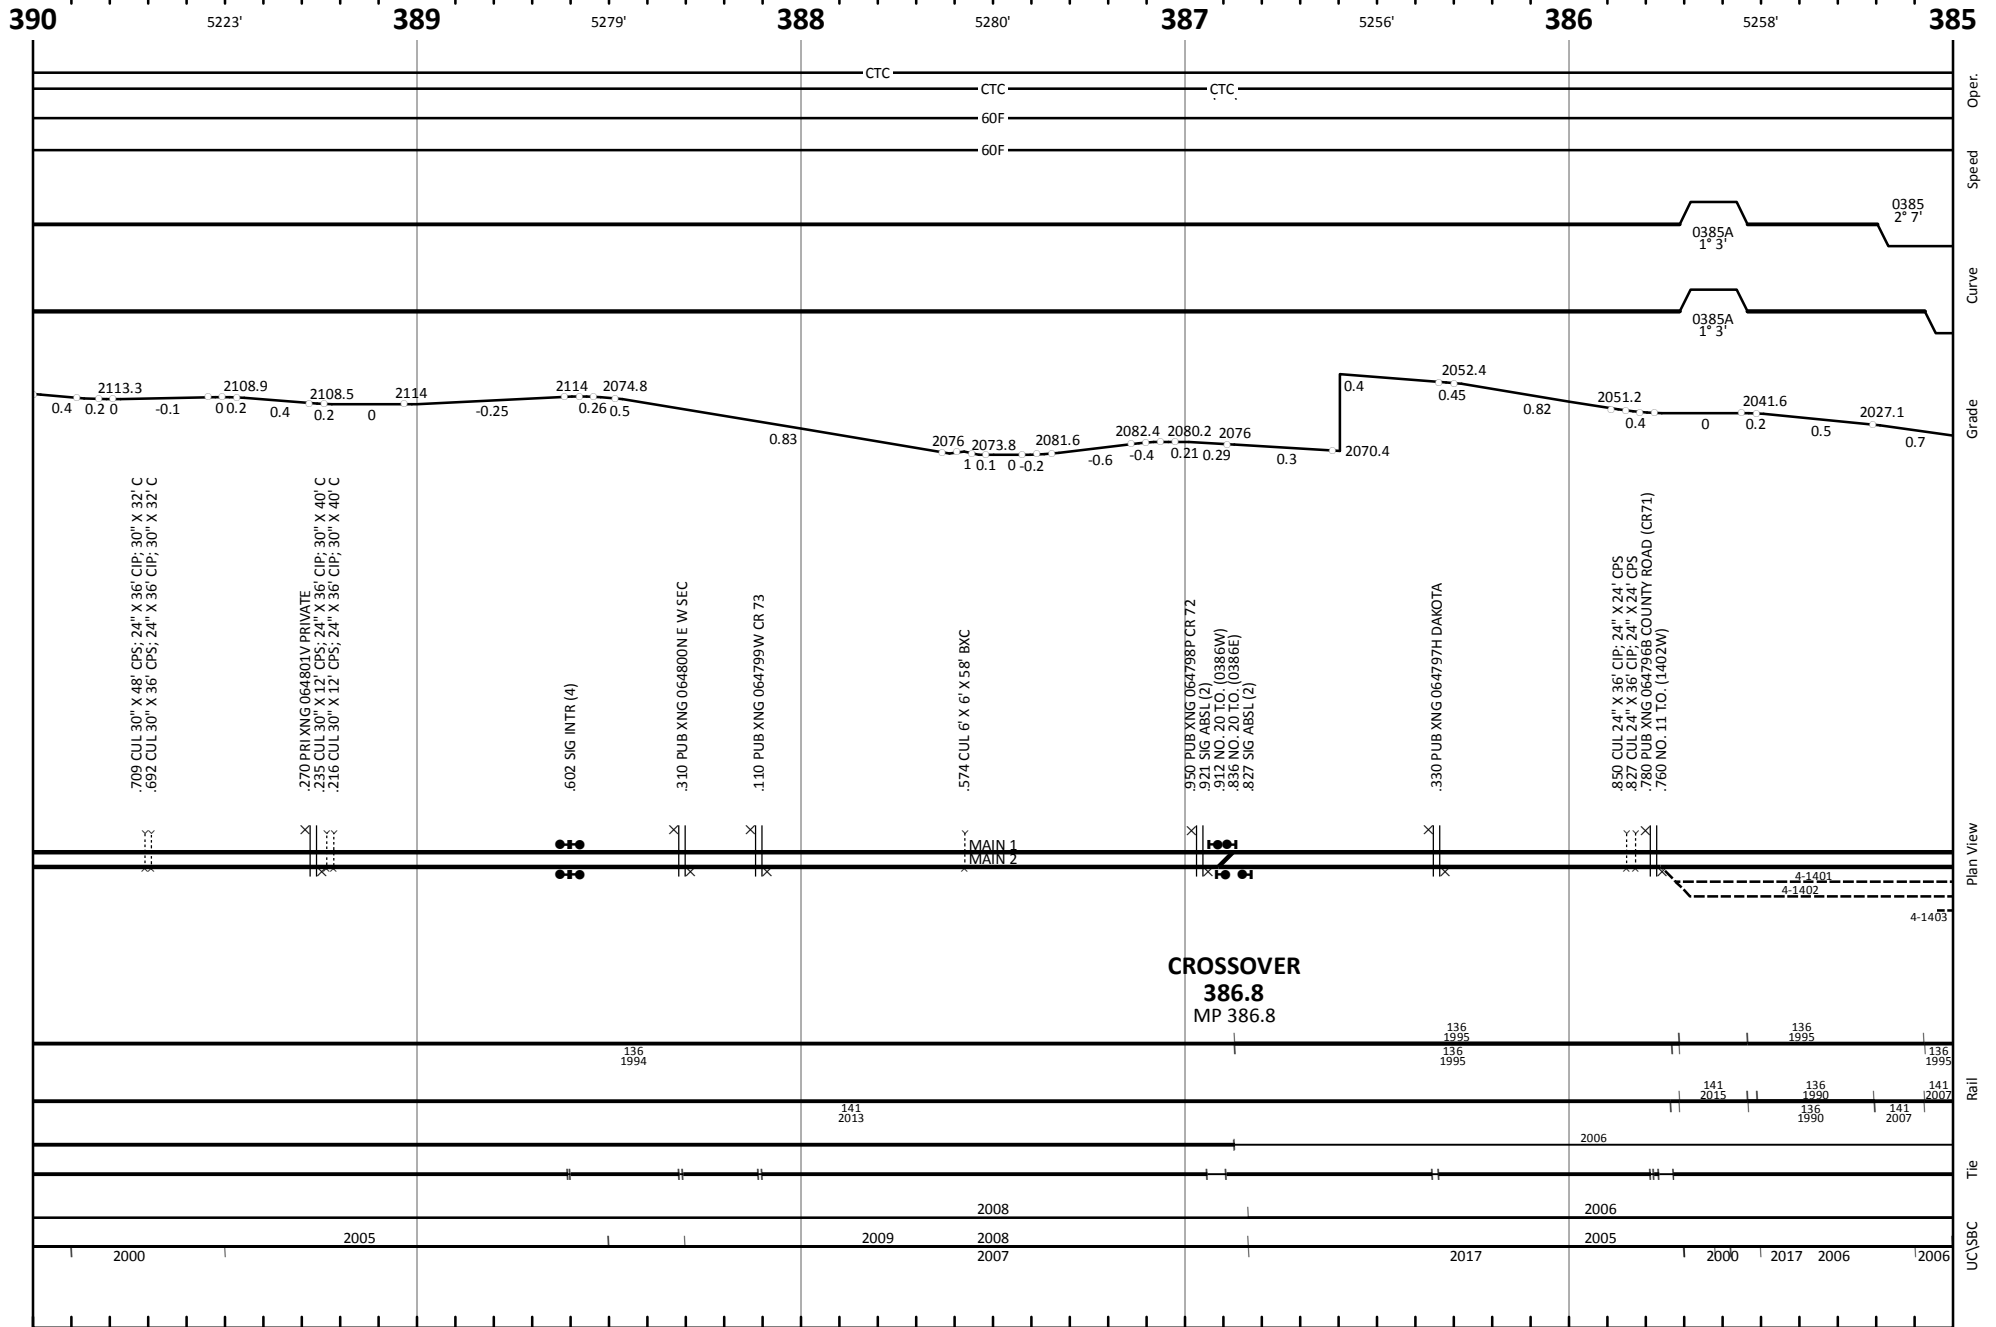 390 5223' 389 5279' 388 5280' 387 5256' 386 5258' 385
CTC
CTC CTC
Oper.
60F
60F
Speed
0385
2° 7'
0385A
1° 3'
Curve
0385A
1° 3'
2113.3 2108.9 2108.5 2114 2114 2074.8 2076 2073.8 2081.6 2082.4 2080.2 2076 2070.4 2052.4 2051.2 2041.6 2027.1
0.4 0.2 0 -0.1 0 0.2 0.4 0.2 0 -0.25 0.26 0.5 0.83 1 0.1 0 -0.2 -0.6 -0.4 0.21 0.29 0.3 0.4 0.45 0.82 0.4 0 0.2 0.5 0.7
Grade
.709 CUL 30" X 48' CPS; 24" X 36' CIP; 30" X 32' C
.692 CUL 30" X 36' CPS; 24" X 36' CIP; 30" X 32' C
.270 PRI XNG 064801V PRIVATE
.235 CUL 30" X 12' CPS; 24" X 36' CIP; 30" X 40' C
.216 CUL 30" X 12' CPS; 24" X 36' CIP; 30" X 40' C
.602 SIG INTR (4)
.310 PUB XNG 064800N E W SEC
.110 PUB XNG 064799W CR 73
.574 CUL 6' X 6' X 58' BXC
.950 PUB XNG 064798P CR 72
.921 SIG ABSL (2)
.912 NO. 20 T.O. (0386W)
.836 NO. 20 T.O. (0386E)
.827 SIG ABSL (2)
.330 PUB XNG 064797H DAKOTA
.850 CUL 24" X 36' CIP; 24" X 24' CPS
.827 CUL 24" X 36' CIP; 24" X 24' CPS
.780 PUB XNG 064796B COUNTY ROAD (CR71)
.760 NO. 11 T.O. (1402W)
MAIN 1
MAIN 2
Plan View
4-1401
4-1402
4-1403
CROSSOVER
386.8
MP 386.8
136 136
1995 1995
136 136 136
1994 1995 1995
Rail
141 136 141
2015 1990 2007
141 136 141
2013 1990 2007
2006
Tie
2008 2006
2005 2009 2008 2005
2000 2007 2017 2000 2017 2006 2006
UC\SBC